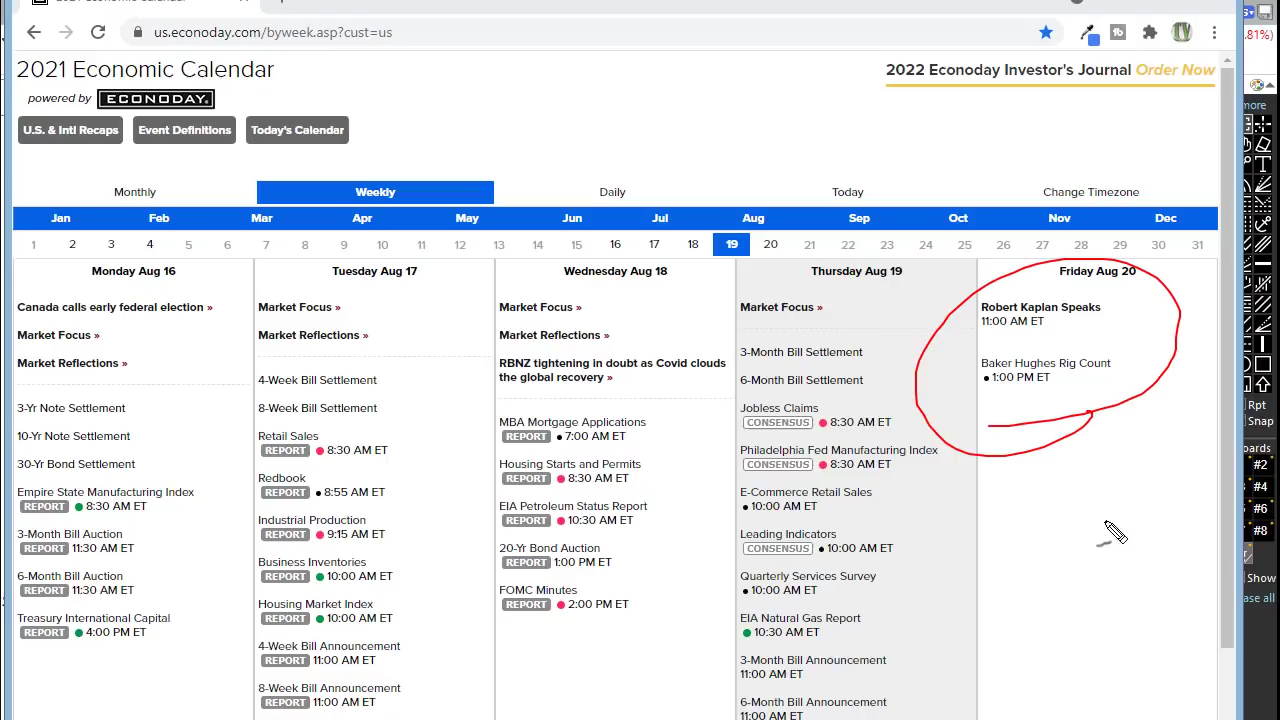 us.econoday.com/byweek.asp?cust=us
2021 Economic Calendar
2022 Econoday Investor's Journal Order Now
powered by ECONODAY.
U.S. & Intl Recaps
Event Definitions
Today's Calendar
Monthly
Weekly
Daily
Today
Change Timezone
Jan Feb Mar Apr May Jun Jul Aug Sep Oct Nov Dec
1 2 3 4 5 6 7 8 9 10 11 12 13 14 15 16 17 18 19 20 21 22 23 24 25 26 27 28 29 30 31
Monday Aug 16
Canada calls early federal election »
Market Focus »
Market Reflections »
3-Yr Note Settlement
10-Yr Note Settlement
30-Yr Bond Settlement
Empire State Manufacturing Index
REPORT 8:30 AM ET
3-Month Bill Auction
REPORT 11:30 AM ET
6-Month Bill Auction
REPORT 11:30 AM ET
Treasury International Capital
REPORT 4:00 PM ET
Tuesday Aug 17
Market Focus »
Market Reflections »
4-Week Bill Settlement
8-Week Bill Settlement
Retail Sales
REPORT 8:30 AM ET
Redbook
REPORT 8:55 AM ET
Industrial Production
REPORT 9:15 AM ET
Business Inventories
REPORT 10:00 AM ET
Housing Market Index
REPORT 10:00 AM ET
4-Week Bill Announcement
REPORT 11:00 AM ET
8-Week Bill Announcement
REPORT 11:00 AM ET
Wednesday Aug 18
Market Focus »
Market Reflections »
RBNZ tightening in doubt as Covid clouds
the global recovery »
MBA Mortgage Applications
REPORT 7:00 AM ET
Housing Starts and Permits
REPORT 8:30 AM ET
EIA Petroleum Status Report
REPORT 10:30 AM ET
20-Yr Bond Auction
REPORT 1:00 PM ET
FOMC Minutes
REPORT 2:00 PM ET
Thursday Aug 19
Market Focus »
3-Month Bill Settlement
6-Month Bill Settlement
Jobless Claims
CONSENSUS 8:30 AM ET
Philadelphia Fed Manufacturing Index
CONSENSUS 8:30 AM ET
E-Commerce Retail Sales
10:00 AM ET
Leading Indicators
CONSENSUS 10:00 AM ET
Quarterly Services Survey
10:00 AM ET
EIA Natural Gas Report
10:30 AM ET
3-Month Bill Announcement
11:00 AM ET
6-Month Bill Announcement
11:00 AM ET
Friday Aug 20
Robert Kaplan Speaks
11:00 AM ET
Baker Hughes Rig Count
1:00 PM ET
.81%)
more
Rpt
Snap
oards
#2
#4
#6
#8
Show
ase all